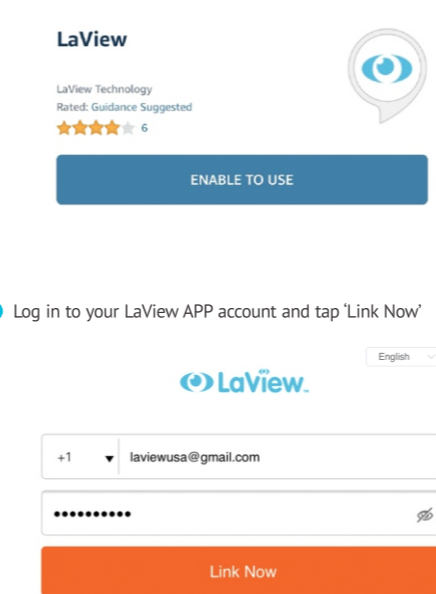 LaView
LaView Technology
Rated: Guidance Suggested
6
ENABLE TO USE
Log in to your LaView APP account and tap ‘Link Now’
English
LaView
+1
laviewusa@gmail.com
••••••••••
Link Now